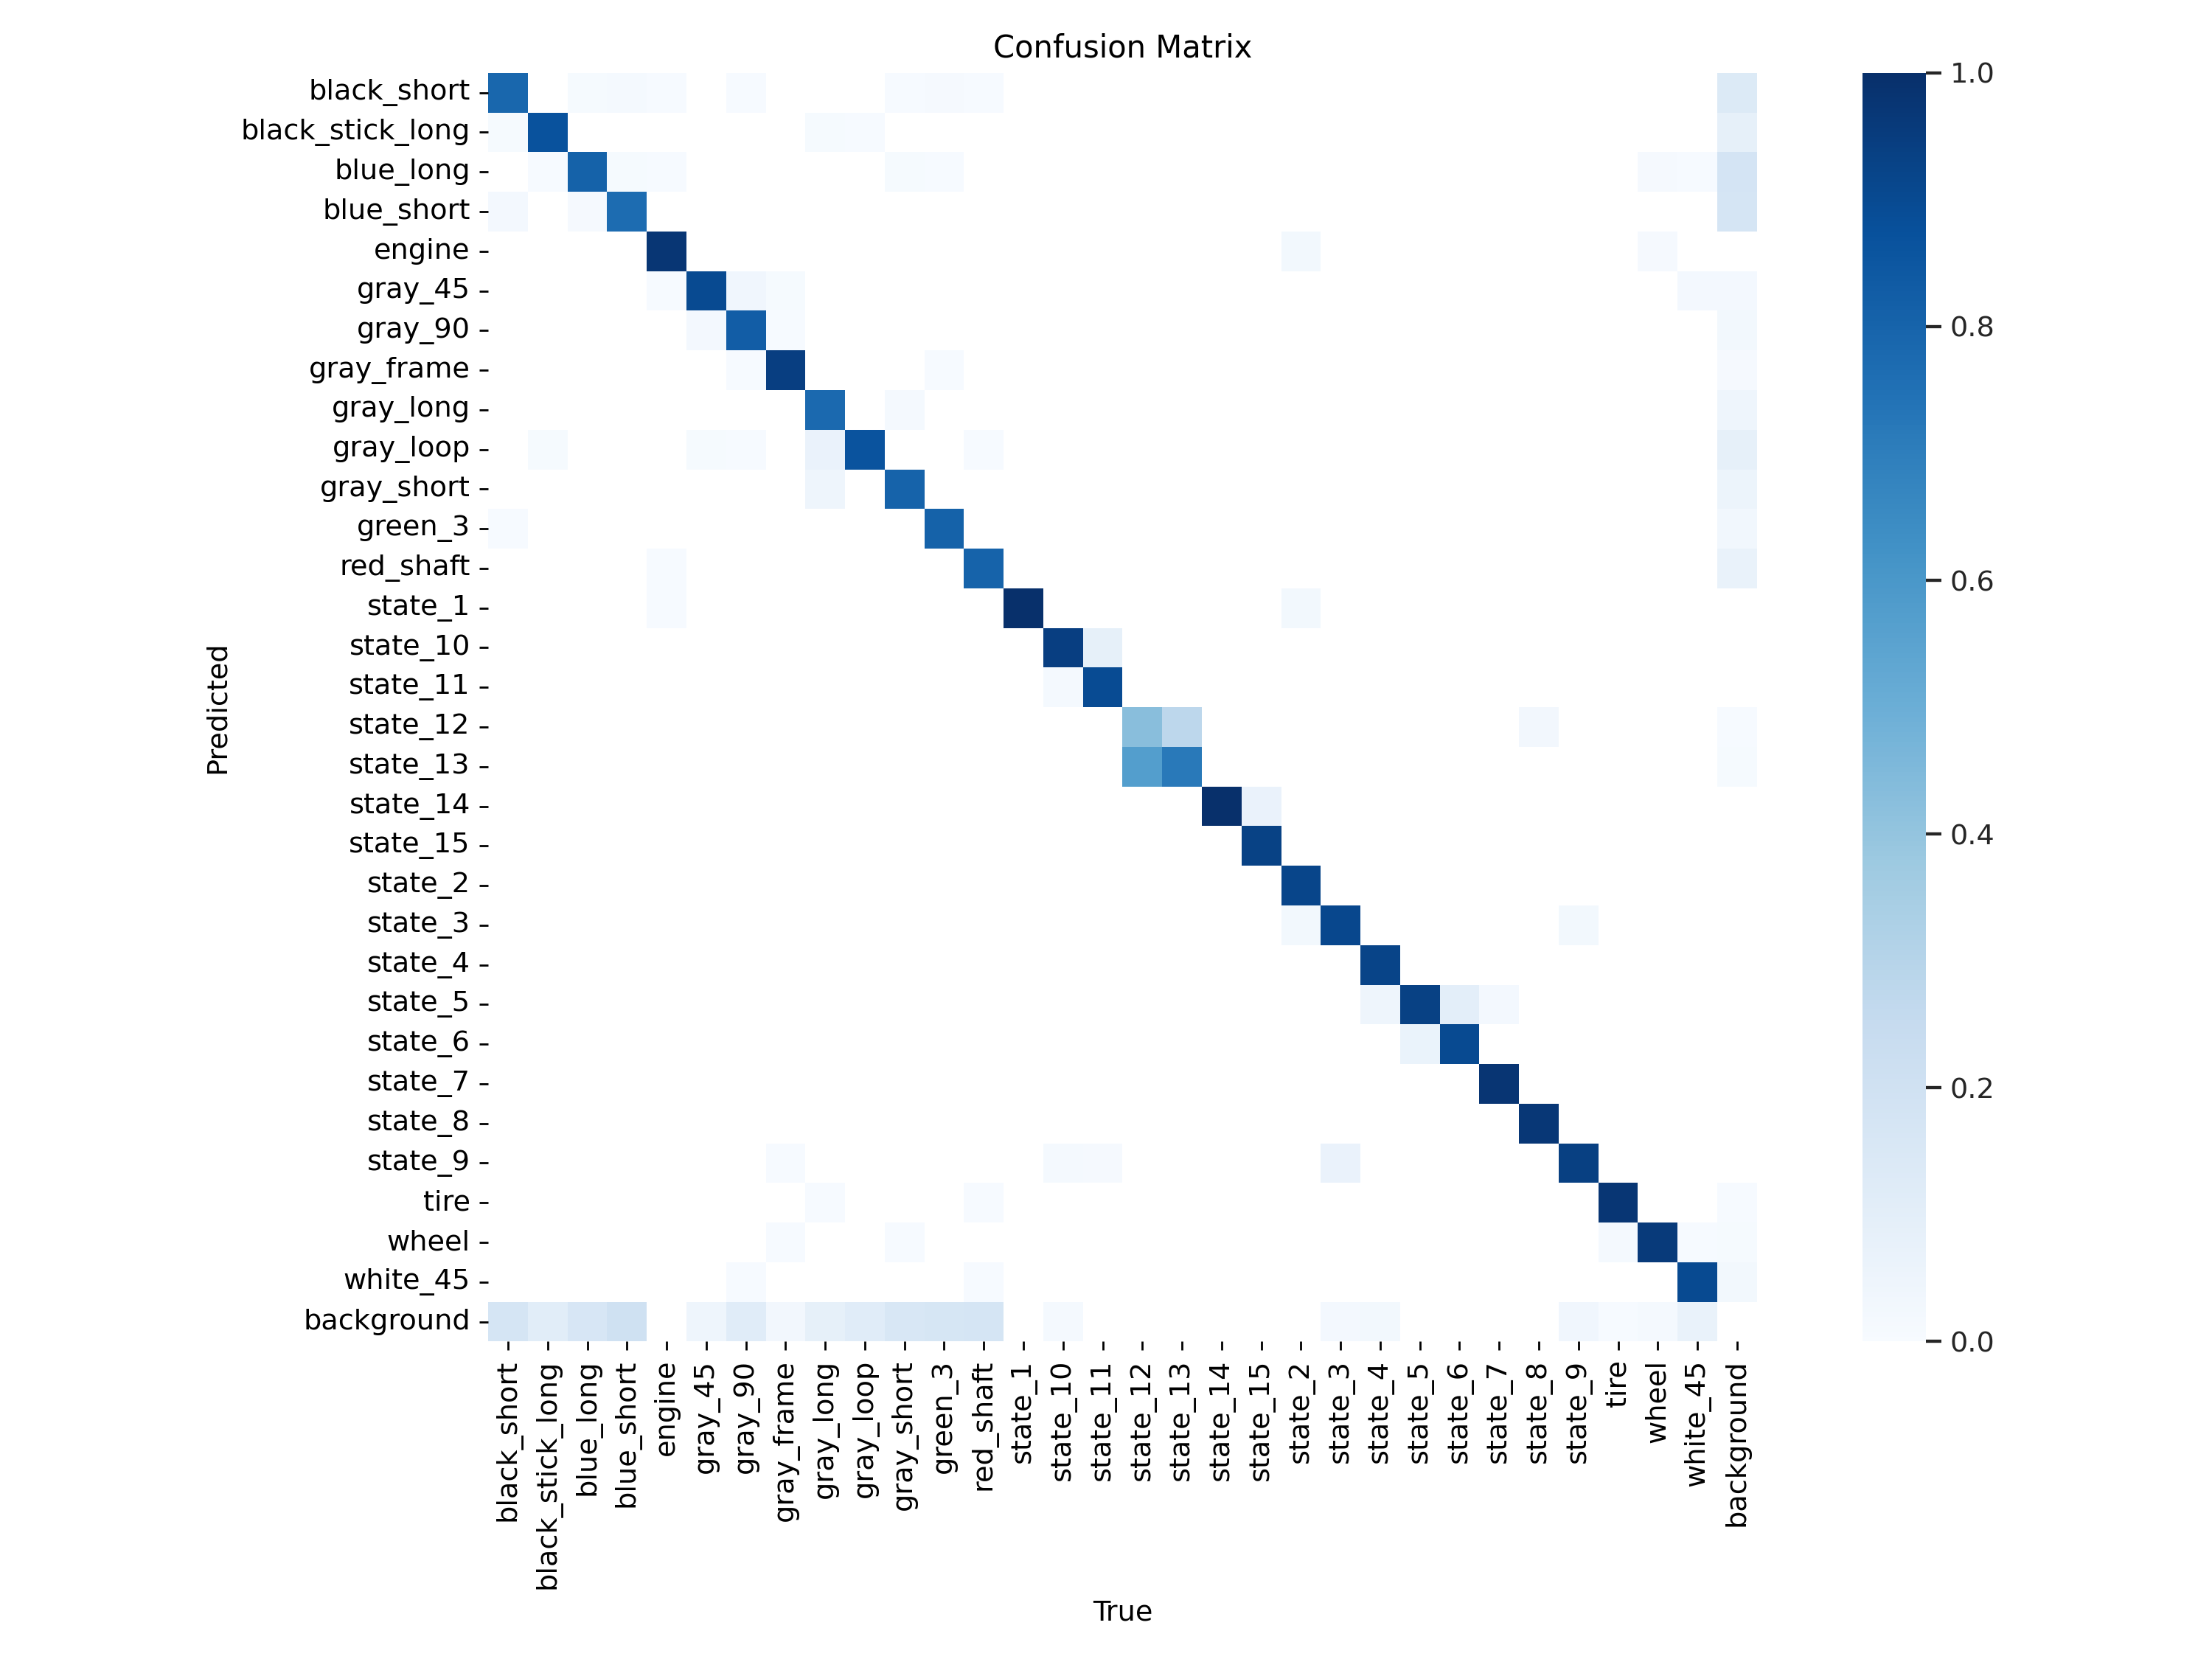 Confusion Matrix
Predicted
black_short
black_stick_long
blue_long
blue_short
engine
gray_45
gray_90
gray_frame
gray_long
gray_loop
gray_short
green_3
red_shaft
state_1
state_10
state_11
state_12
state_13
state_14
state_15
state_2
state_3
state_4
state_5
state_6
state_7
state_8
state_9
tire
wheel
white_45
background
black_short
black_stick_long
blue_long
blue_short
engine
gray_45
gray_90
gray_frame
gray_long
gray_loop
gray_short
green_3
red_shaft
state_1
state_10
state_11
state_12
state_13
state_14
state_15
state_2
state_3
state_4
state_5
state_6
state_7
state_8
state_9
tire
wheel
white_45
background
True
1.0
0.8
0.6
0.4
0.2
0.0